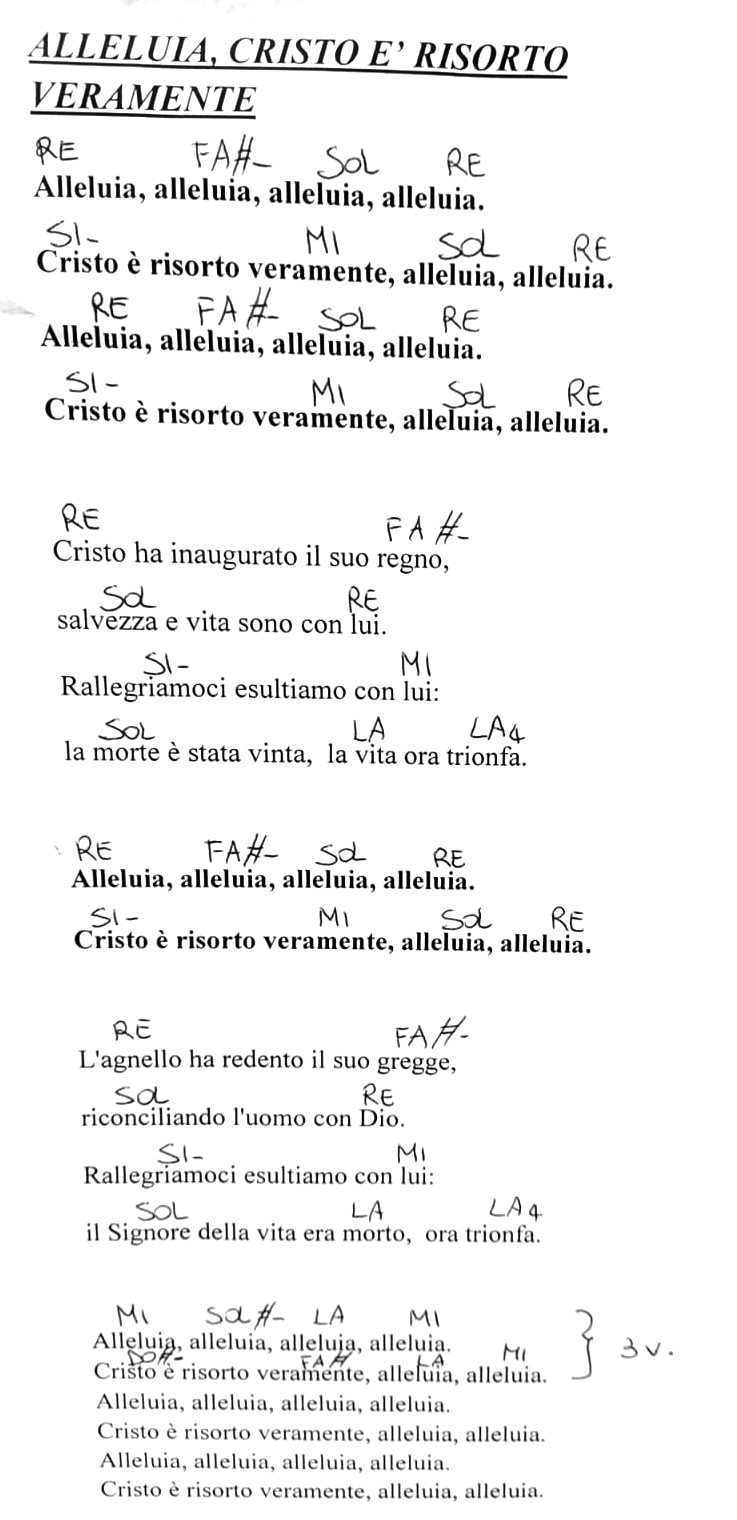 ALLELUIA, CRISTO E' RISORTO
VERAMENTE
RE FA#- SOL RE
Alleluia, alleluia, alleluia, alleluia.
SI- MI SOL RE
Cristo è risorto veramente, alleluia, alleluia.
RE FA#- SOL RE
Alleluia, alleluia, alleluia, alleluia.
SI- MI SOL RE
Cristo è risorto veramente, alleluia, alleluia.
RE FA#-
Cristo ha inaugurato il suo regno,
SOL RE
salvezza e vita sono con lui.
SI- MI
Rallegriamoci esultiamo con lui:
SOL LA LA4
la morte è stata vinta, la vita ora trionfa.
RE FA#- SOL RE
Alleluia, alleluia, alleluia, alleluia.
SI- MI SOL RE
Cristo è risorto veramente, alleluia, alleluia.
RE FA#-
L'agnello ha redento il suo gregge,
SOL RE
riconciliando l'uomo con Dio.
SI- MI
Rallegriamoci esultiamo con lui:
SOL LA LA4
il Signore della vita era morto, ora trionfa.
MI SOL#- LA MI
Alleluia, alleluia, alleluia, alleluia.
DO#- FA# LA MI } 3 v.
Cristo è risorto veramente, alleluia, alleluia.
Alleluia, alleluia, alleluia, alleluia.
Cristo è risorto veramente, alleluia, alleluia.
Alleluia, alleluia, alleluia, alleluia.
Cristo è risorto veramente, alleluia, alleluia.